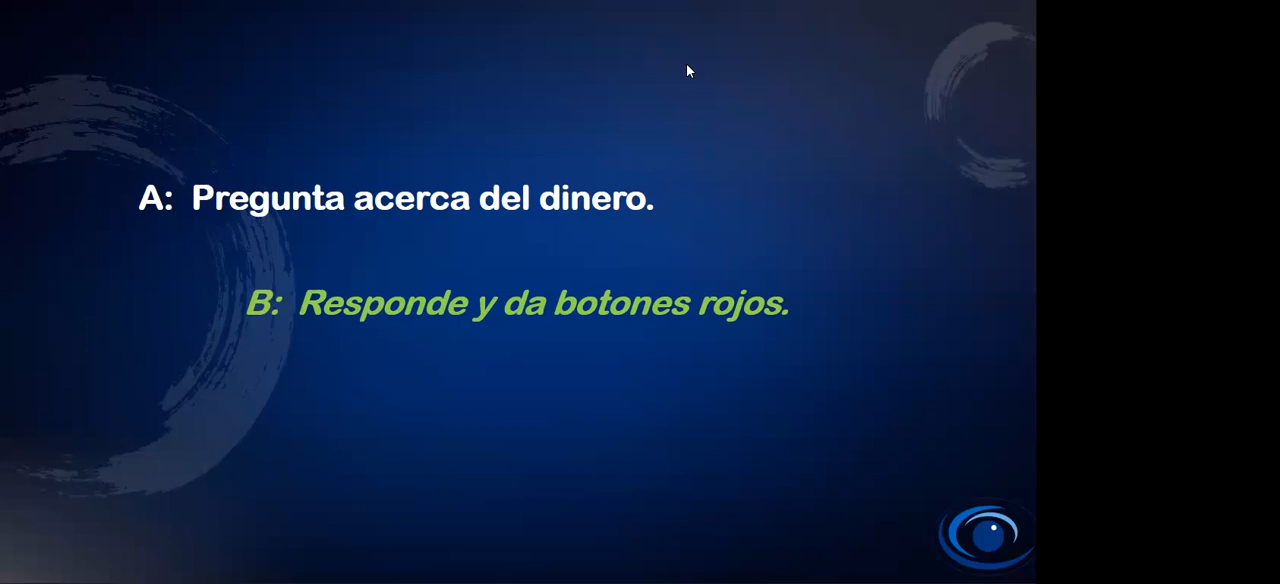 A: Pregunta acerca del dinero.
B: Responde y da botones rojos.